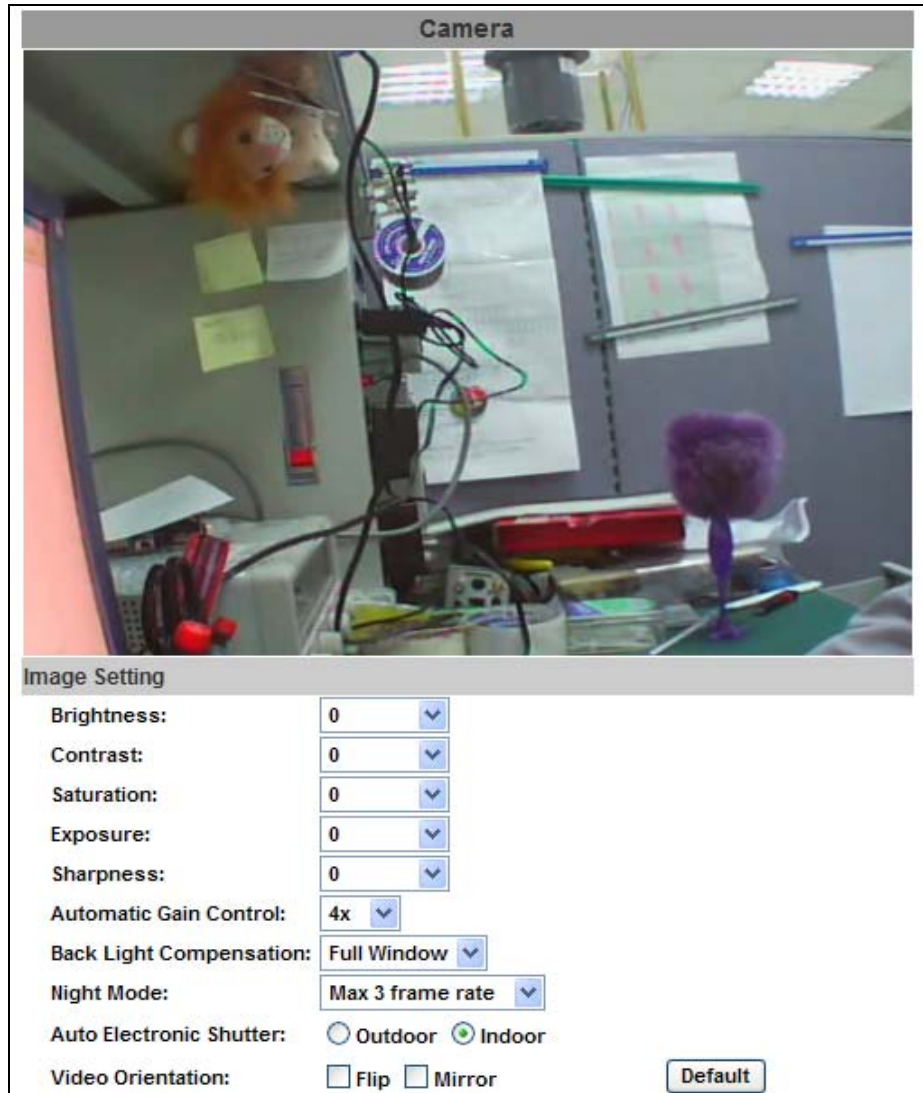 Camera
Image Setting
Brightness: 0
Contrast: 0
Saturation: 0
Exposure: 0
Sharpness: 0
Automatic Gain Control: 4x
Back Light Compensation: Full Window
Night Mode: Max 3 frame rate
Auto Electronic Shutter: Outdoor Indoor
Video Orientation: Flip Mirror Default